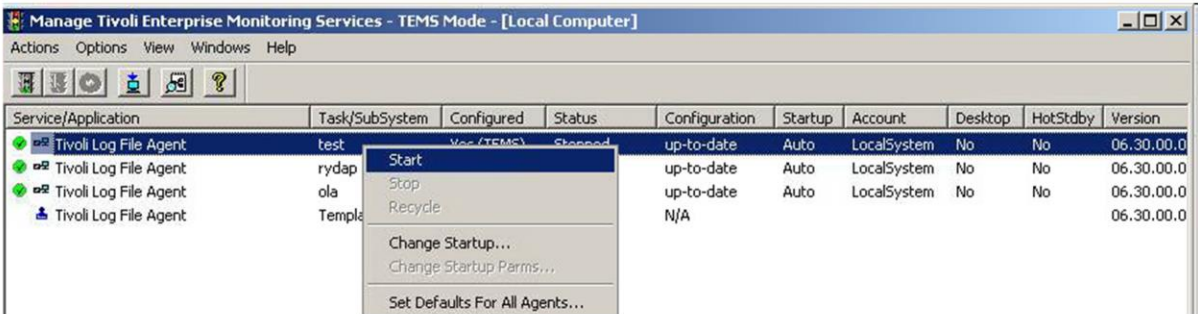 Manage Tivoli Enterprise Monitoring Services - TEMS Mode - [Local Computer]
Actions Options View Windows Help
Service/Application Task/SubSystem Configured Status Configuration Startup Account Desktop HotStdby Version
Tivoli Log File Agent test Yes (TEMS) Stopped up-to-date Auto LocalSystem No No 06.30.00.0
Start
Tivoli Log File Agent rydap up-to-date Auto LocalSystem No No 06.30.00.0
Stop
Tivoli Log File Agent ola up-to-date Auto LocalSystem No No 06.30.00.0
Recycle
Tivoli Log File Agent Templa N/A 06.30.00.0
Change Startup...
Change Startup Parms...
Set Defaults For All Agents...